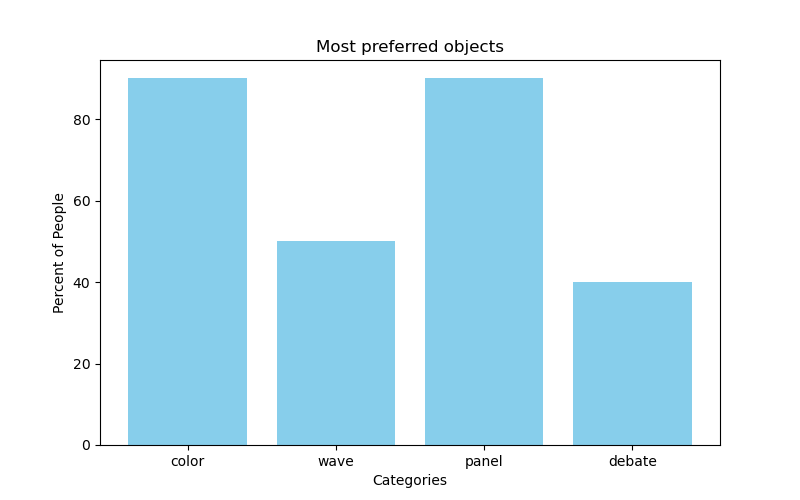 Most preferred objects
Percent of People
80
60
40
20
0
color wave panel debate
Categories